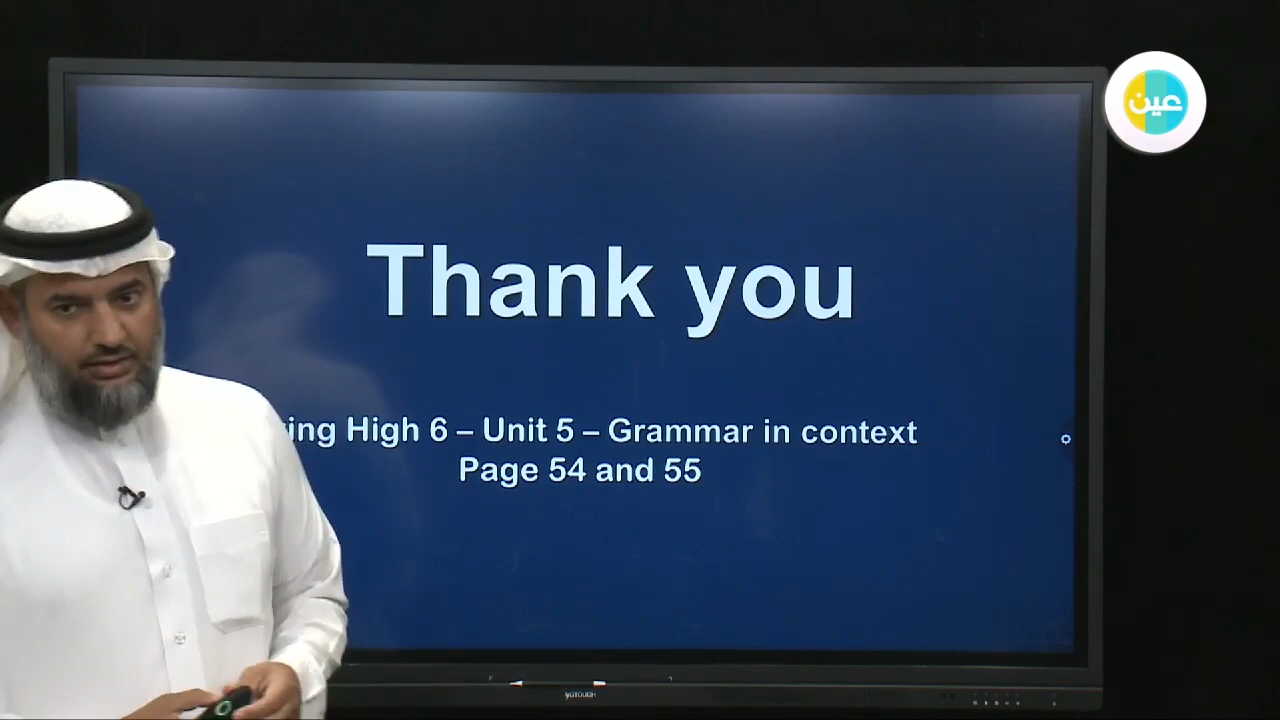 عين
Thank you
ing High 6 – Unit 5 – Grammar in context
Page 54 and 55